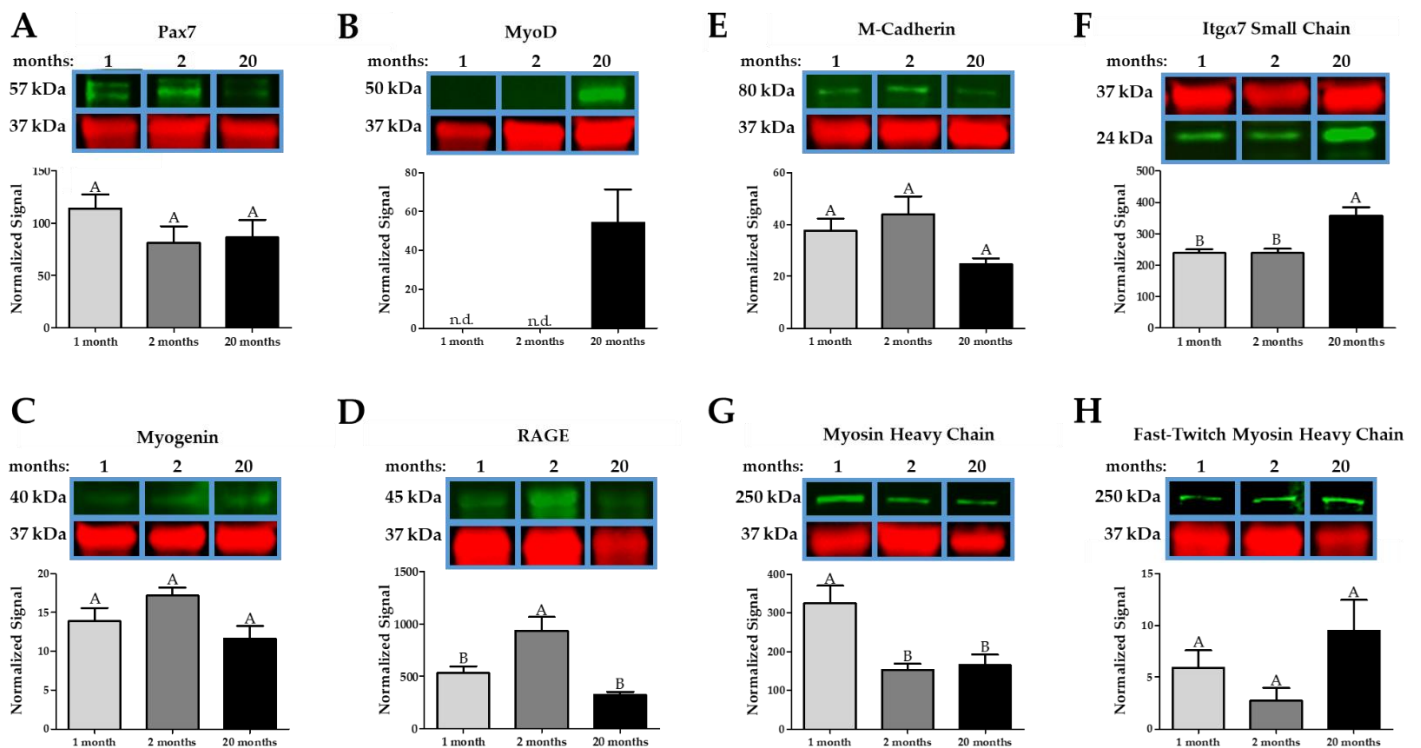 A
Pax7
months: 1 2 20
57 kDa
37 kDa
Normalized Signal
150
100
50
0
A
A
A
1 month 2 months 20 months
B
MyoD
months: 1 2 20
50 kDa
37 kDa
Normalized Signal
80
60
40
20
0
n.d.
n.d.
1 month 2 months 20 months
E
M-Cadherin
months: 1 2 20
80 kDa
37 kDa
Normalized Signal
60
40
20
0
A
A
A
1 month 2 months 20 months
F
Itgα7 Small Chain
months: 1 2 20
37 kDa
24 kDa
Normalized Signal
500
400
300
200
100
0
B
B
A
1 month 2 months 20 months
C
Myogenin
months: 1 2 20
40 kDa
37 kDa
Normalized Signal
20
15
10
5
0
A
A
A
1 month 2 months 20 months
D
RAGE
months: 1 2 20
45 kDa
37 kDa
Normalized Signal
1500
1000
500
0
B
A
B
1 month 2 months 20 months
G
Myosin Heavy Chain
months: 1 2 20
250 kDa
37 kDa
Normalized Signal
400
300
200
100
0
A
B
B
1 month 2 months 20 months
H
Fast-Twitch Myosin Heavy Chain
months: 1 2 20
250 kDa
37 kDa
Normalized Signal
15
10
5
0
A
A
A
1 month 2 months 20 months